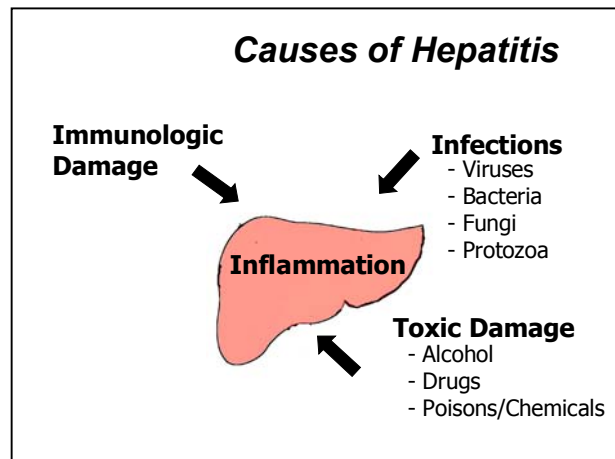 Causes of Hepatitis
Immunologic
Damage
Infections
- Viruses
- Bacteria
- Fungi
- Protozoa
Inflammation
Toxic Damage
- Alcohol
- Drugs
- Poisons/Chemicals